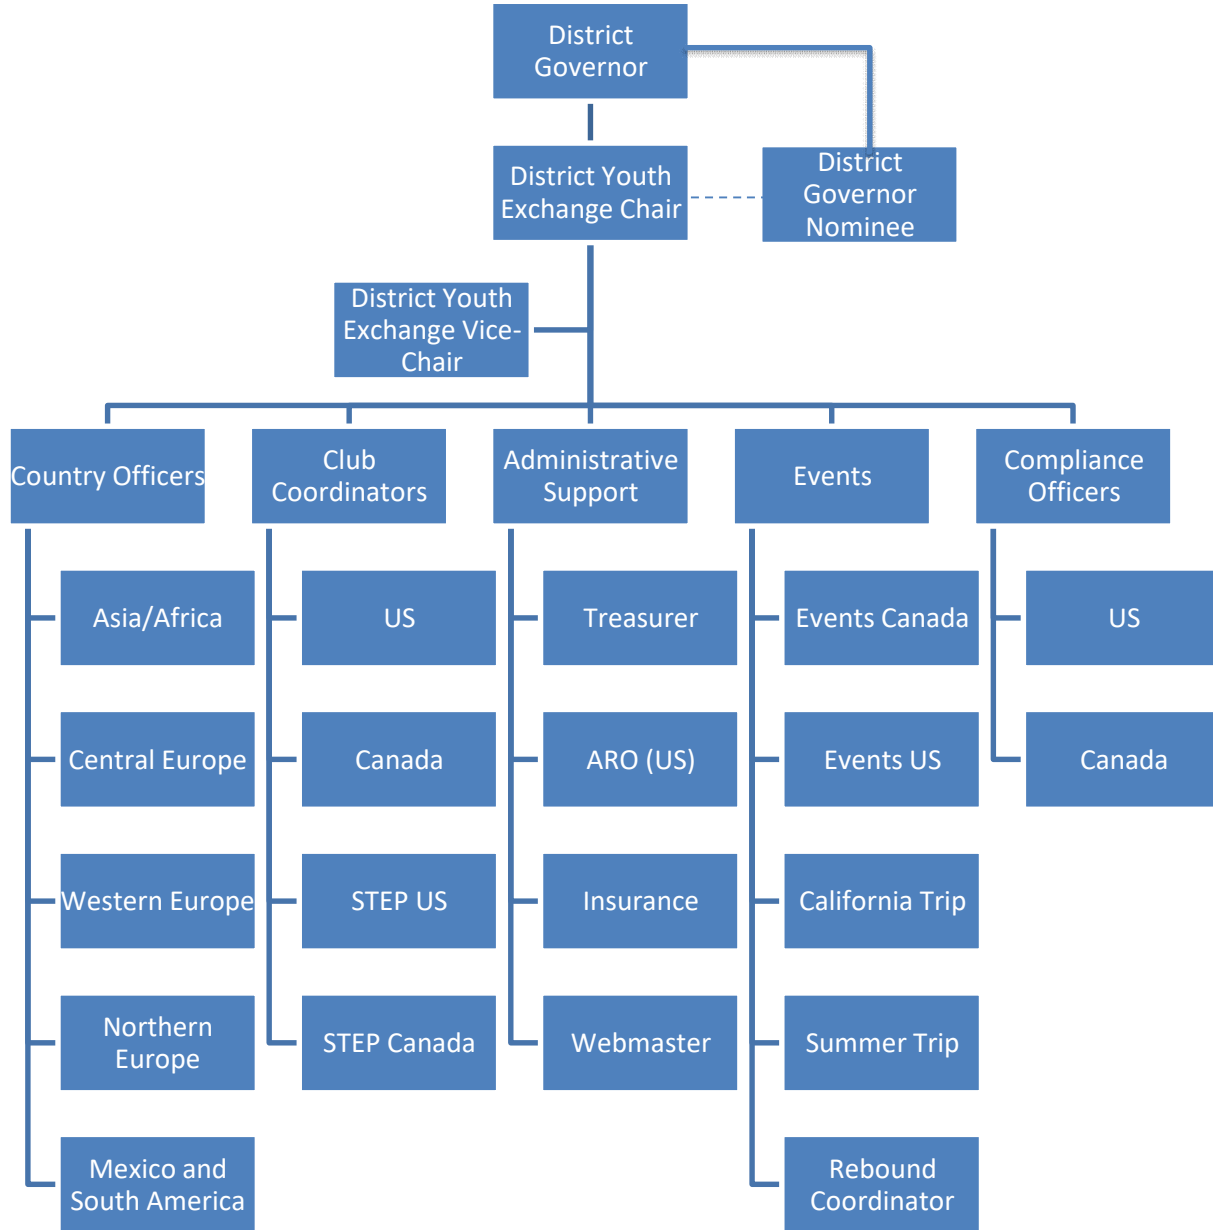 District
Governor
District Youth
Exchange Chair
District
Governor
Nominee
District Youth
Exchange Vice-
Chair
Country Officers
Club
Coordinators
Administrative
Support
Events
Compliance
Officers
Asia/Africa
US
Treasurer
Events Canada
US
Central Europe
Canada
ARO (US)
Events US
Canada
Western Europe
STEP US
Insurance
California Trip
Northern
Europe
STEP Canada
Webmaster
Summer Trip
Mexico and
South America
Rebound
Coordinator